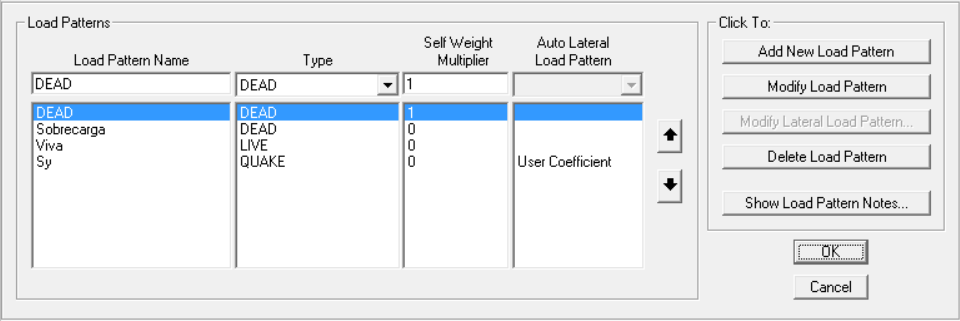 Load Patterns
Load Pattern Name Type Self Weight Multiplier Auto Lateral Load Pattern
DEAD DEAD 1
DEAD DEAD 1
Sobrecarga DEAD 0
Viva LIVE 0
Sy QUAKE 0 User Coefficient
Click To:
Add New Load Pattern
Modify Load Pattern
Modify Lateral Load Pattern...
Delete Load Pattern
Show Load Pattern Notes...
OK
Cancel